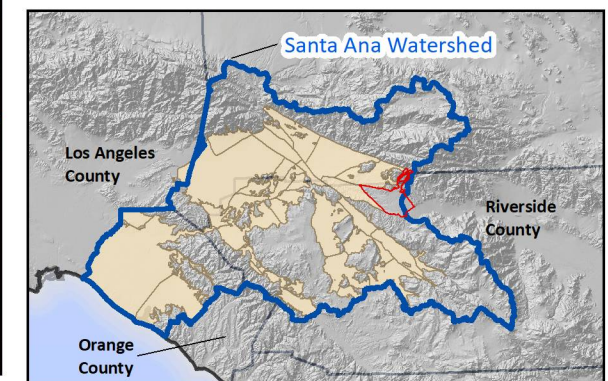 Santa Ana Watershed
Los Angeles
County
Riverside
County
Orange
County